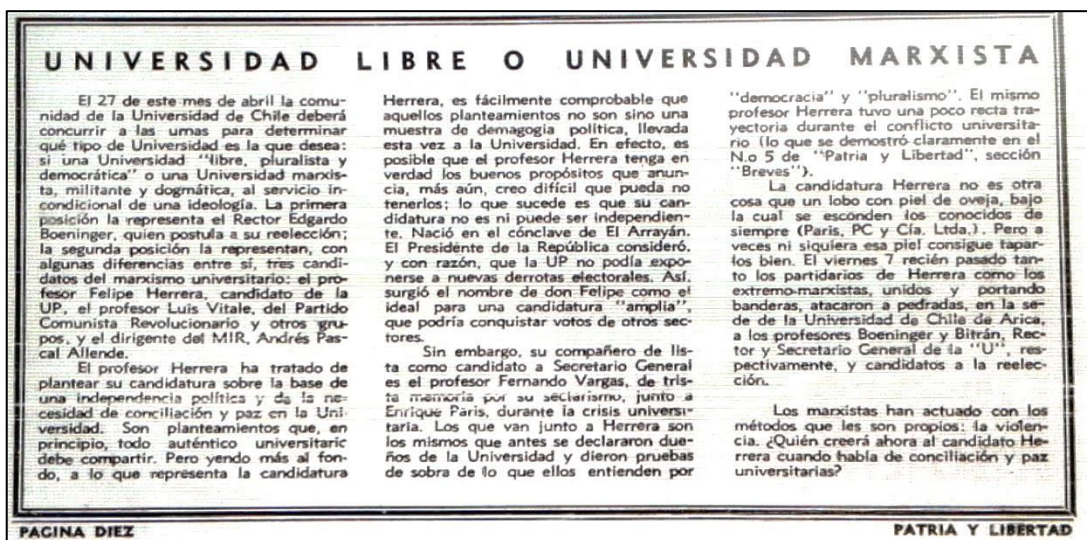 UNIVERSIDAD LIBRE O UNIVERSIDAD MARXISTA
El 27 de este mes de abril la comu-
nidad de la Universidad de Chile deberá
concurrir a las urnas para determinar
qué tipo de Universidad es la que desea:
si una Universidad "libre, pluralista y
democrática" o una Universidad marxis-
ta, militante y dogmática, al servicio in-
condicional de una ideología. La primera
posición la representa el Rector Edgardo
Boeninger, quien postula a su reelección;
la segunda posición la representan, con
algunas diferencias entre sí, tres candi-
datos del marxismo universitario: el pro-
fesor Felipe Herrera, candidato de la
UP, el profesor Luis Vitale, del Partido
Comunista Revolucionario y otros gru-
pos, y el dirigente del MIR, Andrés Pas-
cal Allende.
El profesor Herrera ha tratado de
plantear su candidatura sobre la base de
una independencia política y de la ne-
cesidad de conciliación y paz en la Uni-
versidad. Son planteamientos que, en
principio, todo auténtico universitario
debe compartir. Pero yendo más al fon-
do, a lo que representa la candidatura
Herrera, es fácilmente comprobable que
aquellos planteamientos no son sino una
muestra de demagogia política, llevada
esta vez a la Universidad. En efecto, es
posible que el profesor Herrera tenga en
verdad los buenos propósitos que anun-
cia, más aún, creo difícil que pueda no
tenerlos; lo que sucede es que su can-
didatura no es ni puede ser independien-
te. Nació en el cónclave de El Arrayán.
El Presidente de la República consideró,
y con razón, que la UP no podía expo-
nerse a nuevas derrotas electorales. Así,
surgió el nombre de don Felipe como el
ideal para una candidatura "amplia",
que podría conquistar votos de otros sec-
tores.
Sin embargo, su compañero de lis-
ta como candidato a Secretario General
es el profesor Fernando Vargas, de tris-
ta memoria por su seclarismo, junto a
Enrique Paris, durante la crisis universi-
taria. Los que van junto a Herrera son
los mismos que antes se declararon due-
ños de la Universidad y dieron pruebas
de sobra de lo que ellos entienden por
"democracia" y "pluralismo". El mismo
profesor Herrera tuvo una poco recta tra-
yectoria durante el conflicto universita-
rio (lo que se demostró claramente en el
N.o 5 de "Patria y Libertad", sección
"Breves").
La candidatura Herrera no es otra
cosa que un lobo con piel de oveja, bajo
la cual se esconden los conocidos de
siempre (Paris, PC y Cía. Ltda.). Pero a
veces ni siquiera esa piel consigue tapar-
los bien. El viernes 7 recién pasado tan-
to los partidarios de Herrera como los
extremo-marxistas, unidos y portando
banderas, atacaron a pedradas, en la se-
de de la Universidad de Chile de Arica,
a los profesores Boeninger y Bitrán, Rec-
tor y Secretario General de la "U", res-
pectivamente, y candidatos a la reelec-
ción.
Los marxistas han actuado con los
métodos que les son propios: la violen-
cia. ¿Quién creerá ahora al candidato He-
rrera cuando habla de conciliación y paz
universitarias?
PAGINA DIEZ
PATRIA Y LIBERTAD